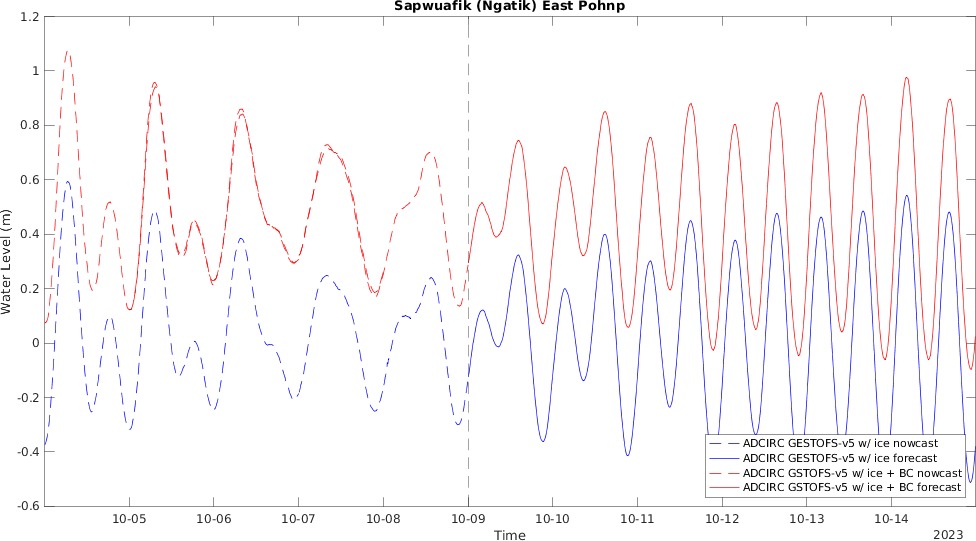 Sapwuafik (Ngatik) East Pohnp
1.2
1
0.8
0.6
0.4
0.2
0
-0.2
-0.4
-0.6
Water Level (m)
ADCIRC GESTOFS-v5 w/ ice nowcast
ADCIRC GESTOFS-v5 w/ ice forecast
ADCIRC GSTOFS-v5 w/ ice + BC nowcast
ADCIRC GSTOFS-v5 w/ ice + BC forecast
10-05 10-06 10-07 10-08 10-09 10-10 10-11 10-12 10-13 10-14
Time
2023